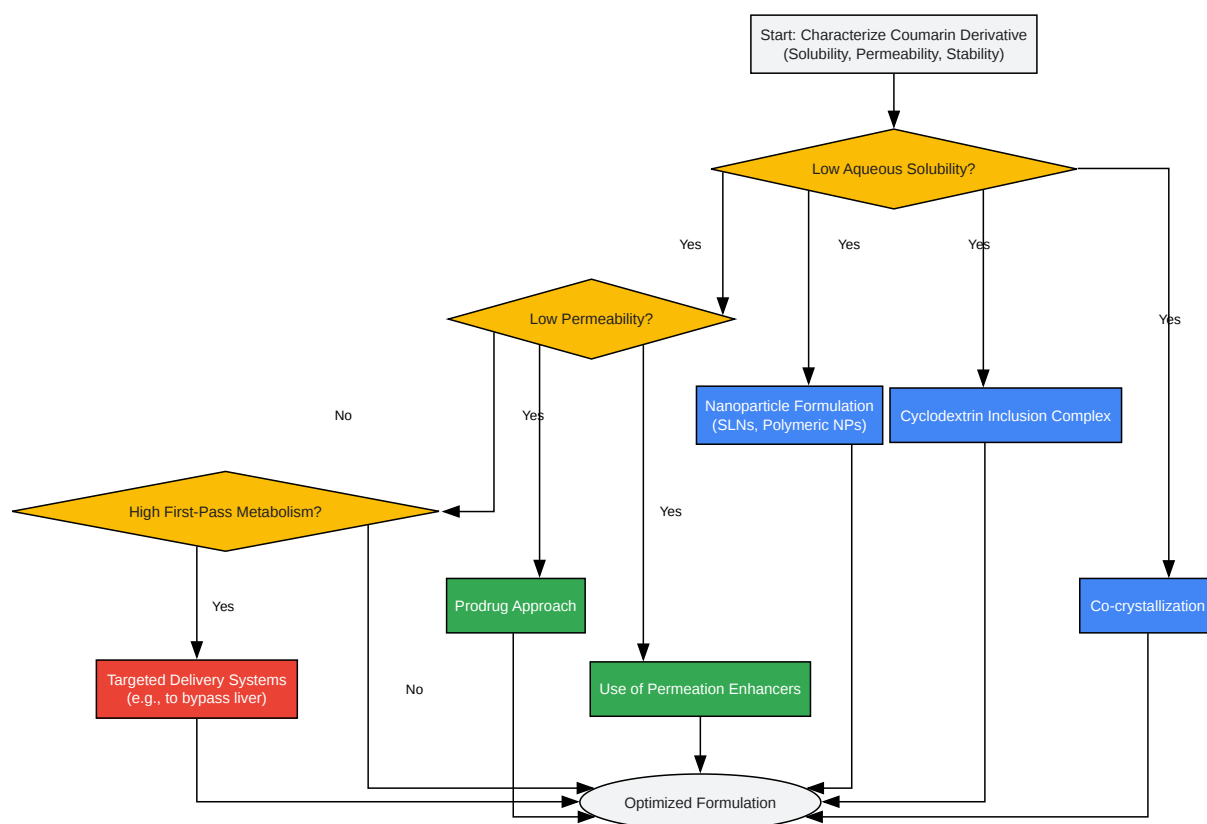 Start: Characterize Coumarin Derivative
(Solubility, Permeability, Stability)
Low Aqueous Solubility?
Yes
Yes
Yes
Yes
Low Permeability?
Nanoparticle Formulation
(SLNs, Polymeric NPs)
Cyclodextrin Inclusion Complex
No
Yes
Yes
High First-Pass Metabolism?
Yes
Prodrug Approach
Co-crystallization
Targeted Delivery Systems
(e.g., to bypass liver)
No
Use of Permeation Enhancers
Optimized Formulation